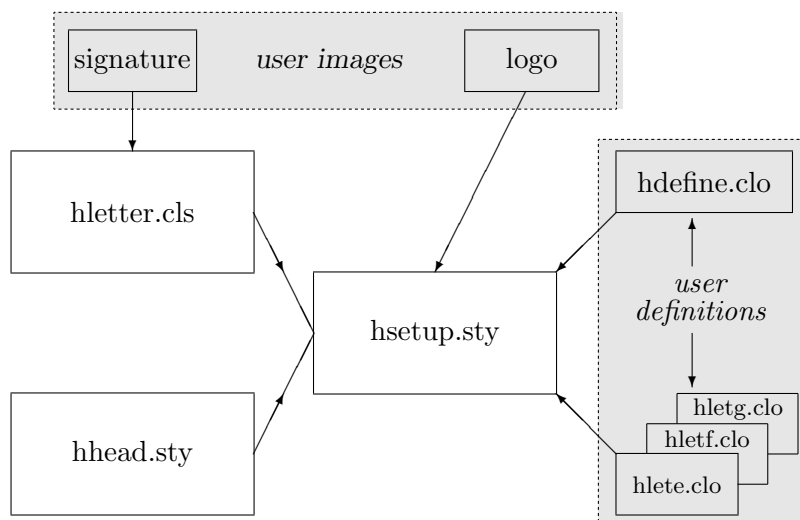 signature
user images
logo
hletter.cls
hdefine.clo
user
definitions
hsetup.sty
hhead.sty
hletg.clo
hletf.clo
hlete.clo